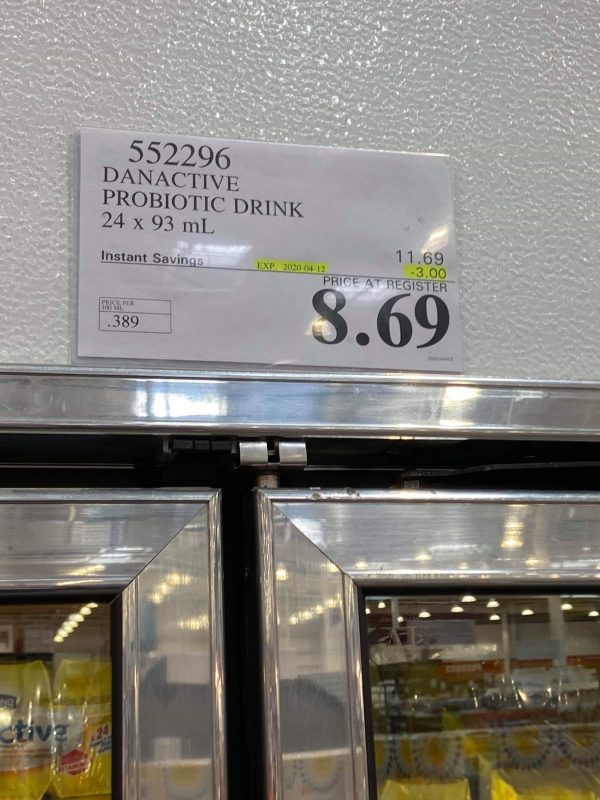 552296
DANACTIVE
PROBIOTIC DRINK
24 x 93 mL
11.69
Instant Savings EXP. 2020-04-12 -3.00
PRICE AT REGISTER
8.69
PRICE PER
100 ML
.389
ctive
24